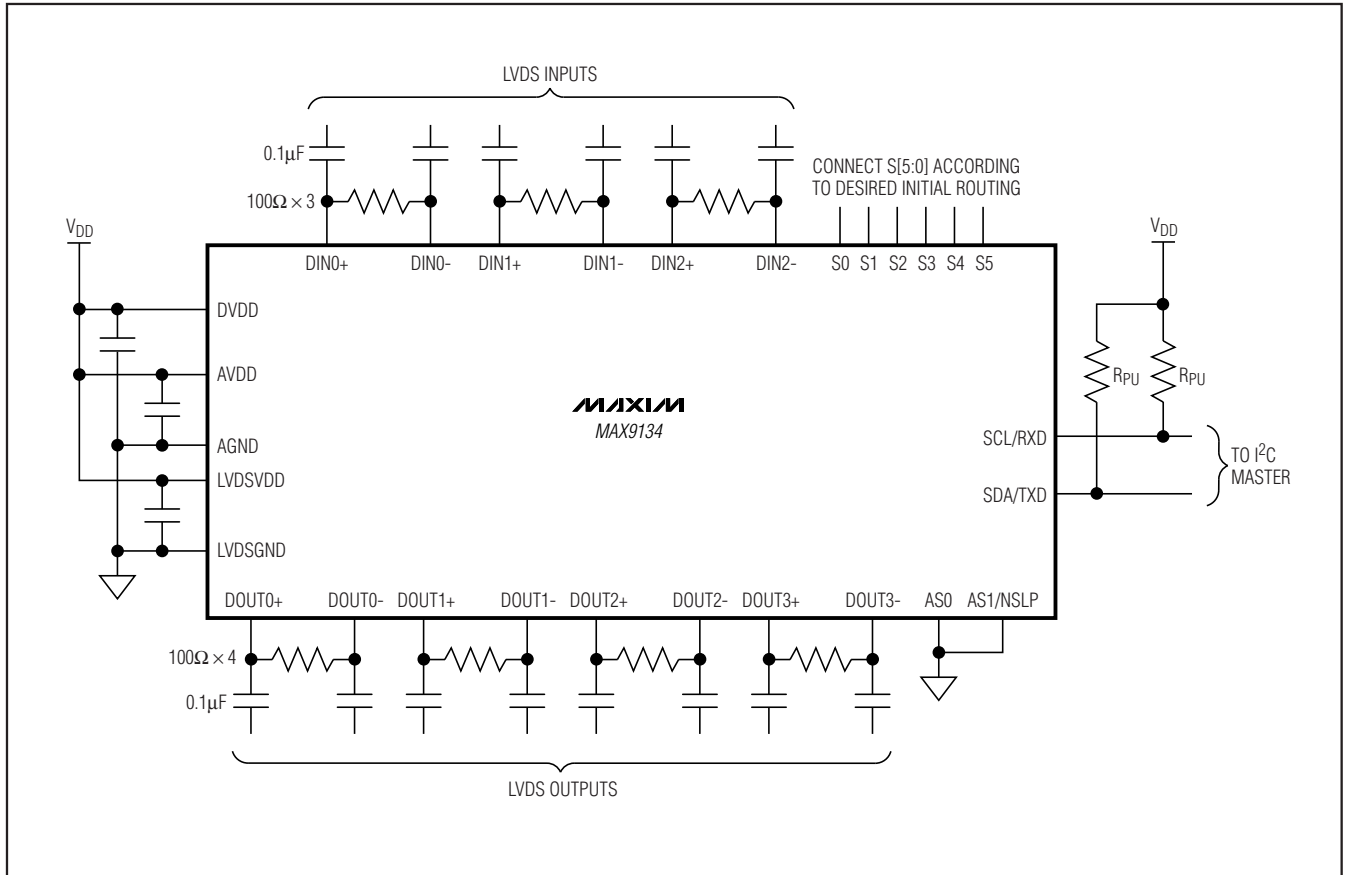 LVDS INPUTS
0.1µF
CONNECT S[5:0] ACCORDING
TO DESIRED INITIAL ROUTING
100Ω × 3
VDD
VDD
DIN0+ DIN0- DIN1+ DIN1- DIN2+ DIN2- S0 S1 S2 S3 S4 S5
DVDD
AVDD
RPU RPU
MAXIM
MAX9134
AGND
SCL/RXD
LVDSVDD
TO I²C
MASTER
SDA/TXD
LVDSGND
DOUT0+ DOUT0- DOUT1+ DOUT1- DOUT2+ DOUT2- DOUT3+ DOUT3- AS0 AS1/NSLP
100Ω × 4
0.1µF
LVDS OUTPUTS